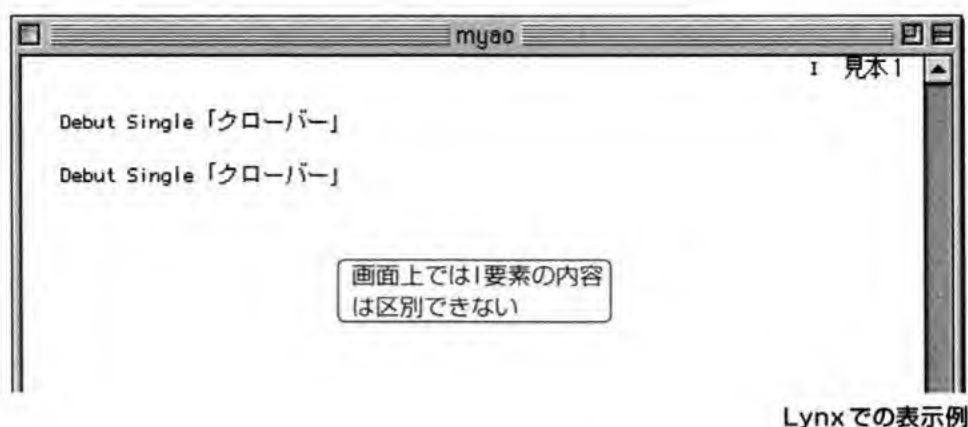 myao
I 見本1
Debut Single「クローバー」
Debut Single「クローバー」
画面上ではI要素の内容
は区別できない
Lynxでの表示例